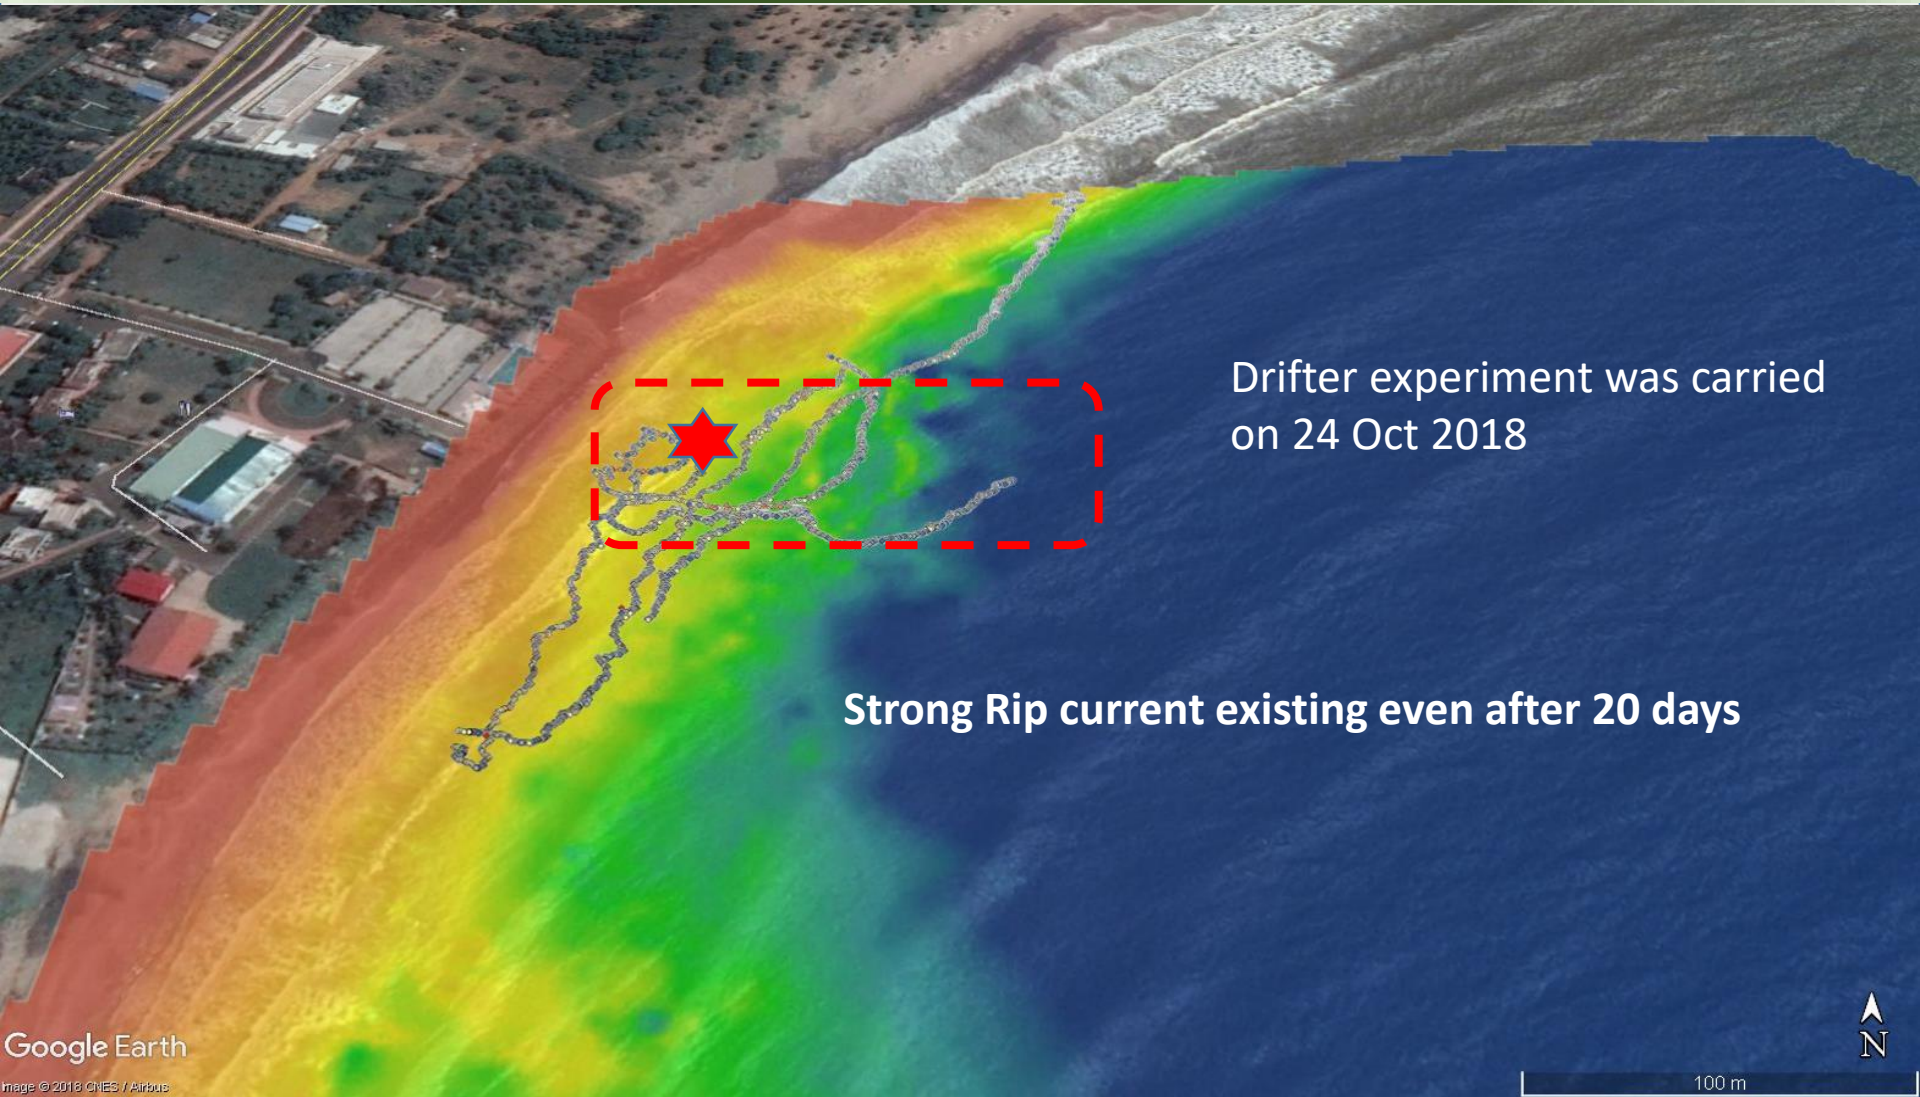 Drifter experiment was carried
on 24 Oct 2018
Strong Rip current existing even after 20 days
Google Earth
N
Image © 2018 CNES / Airbus
100 m